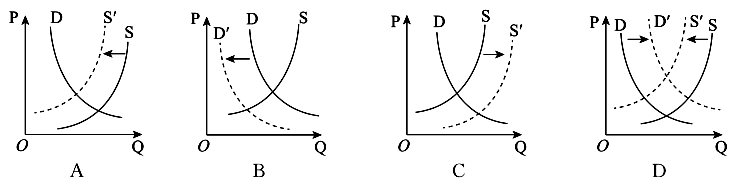 P D S′ S O Q A
P D′ D S O Q B
P D S S′ O Q C
P D D′ S′ S O Q D